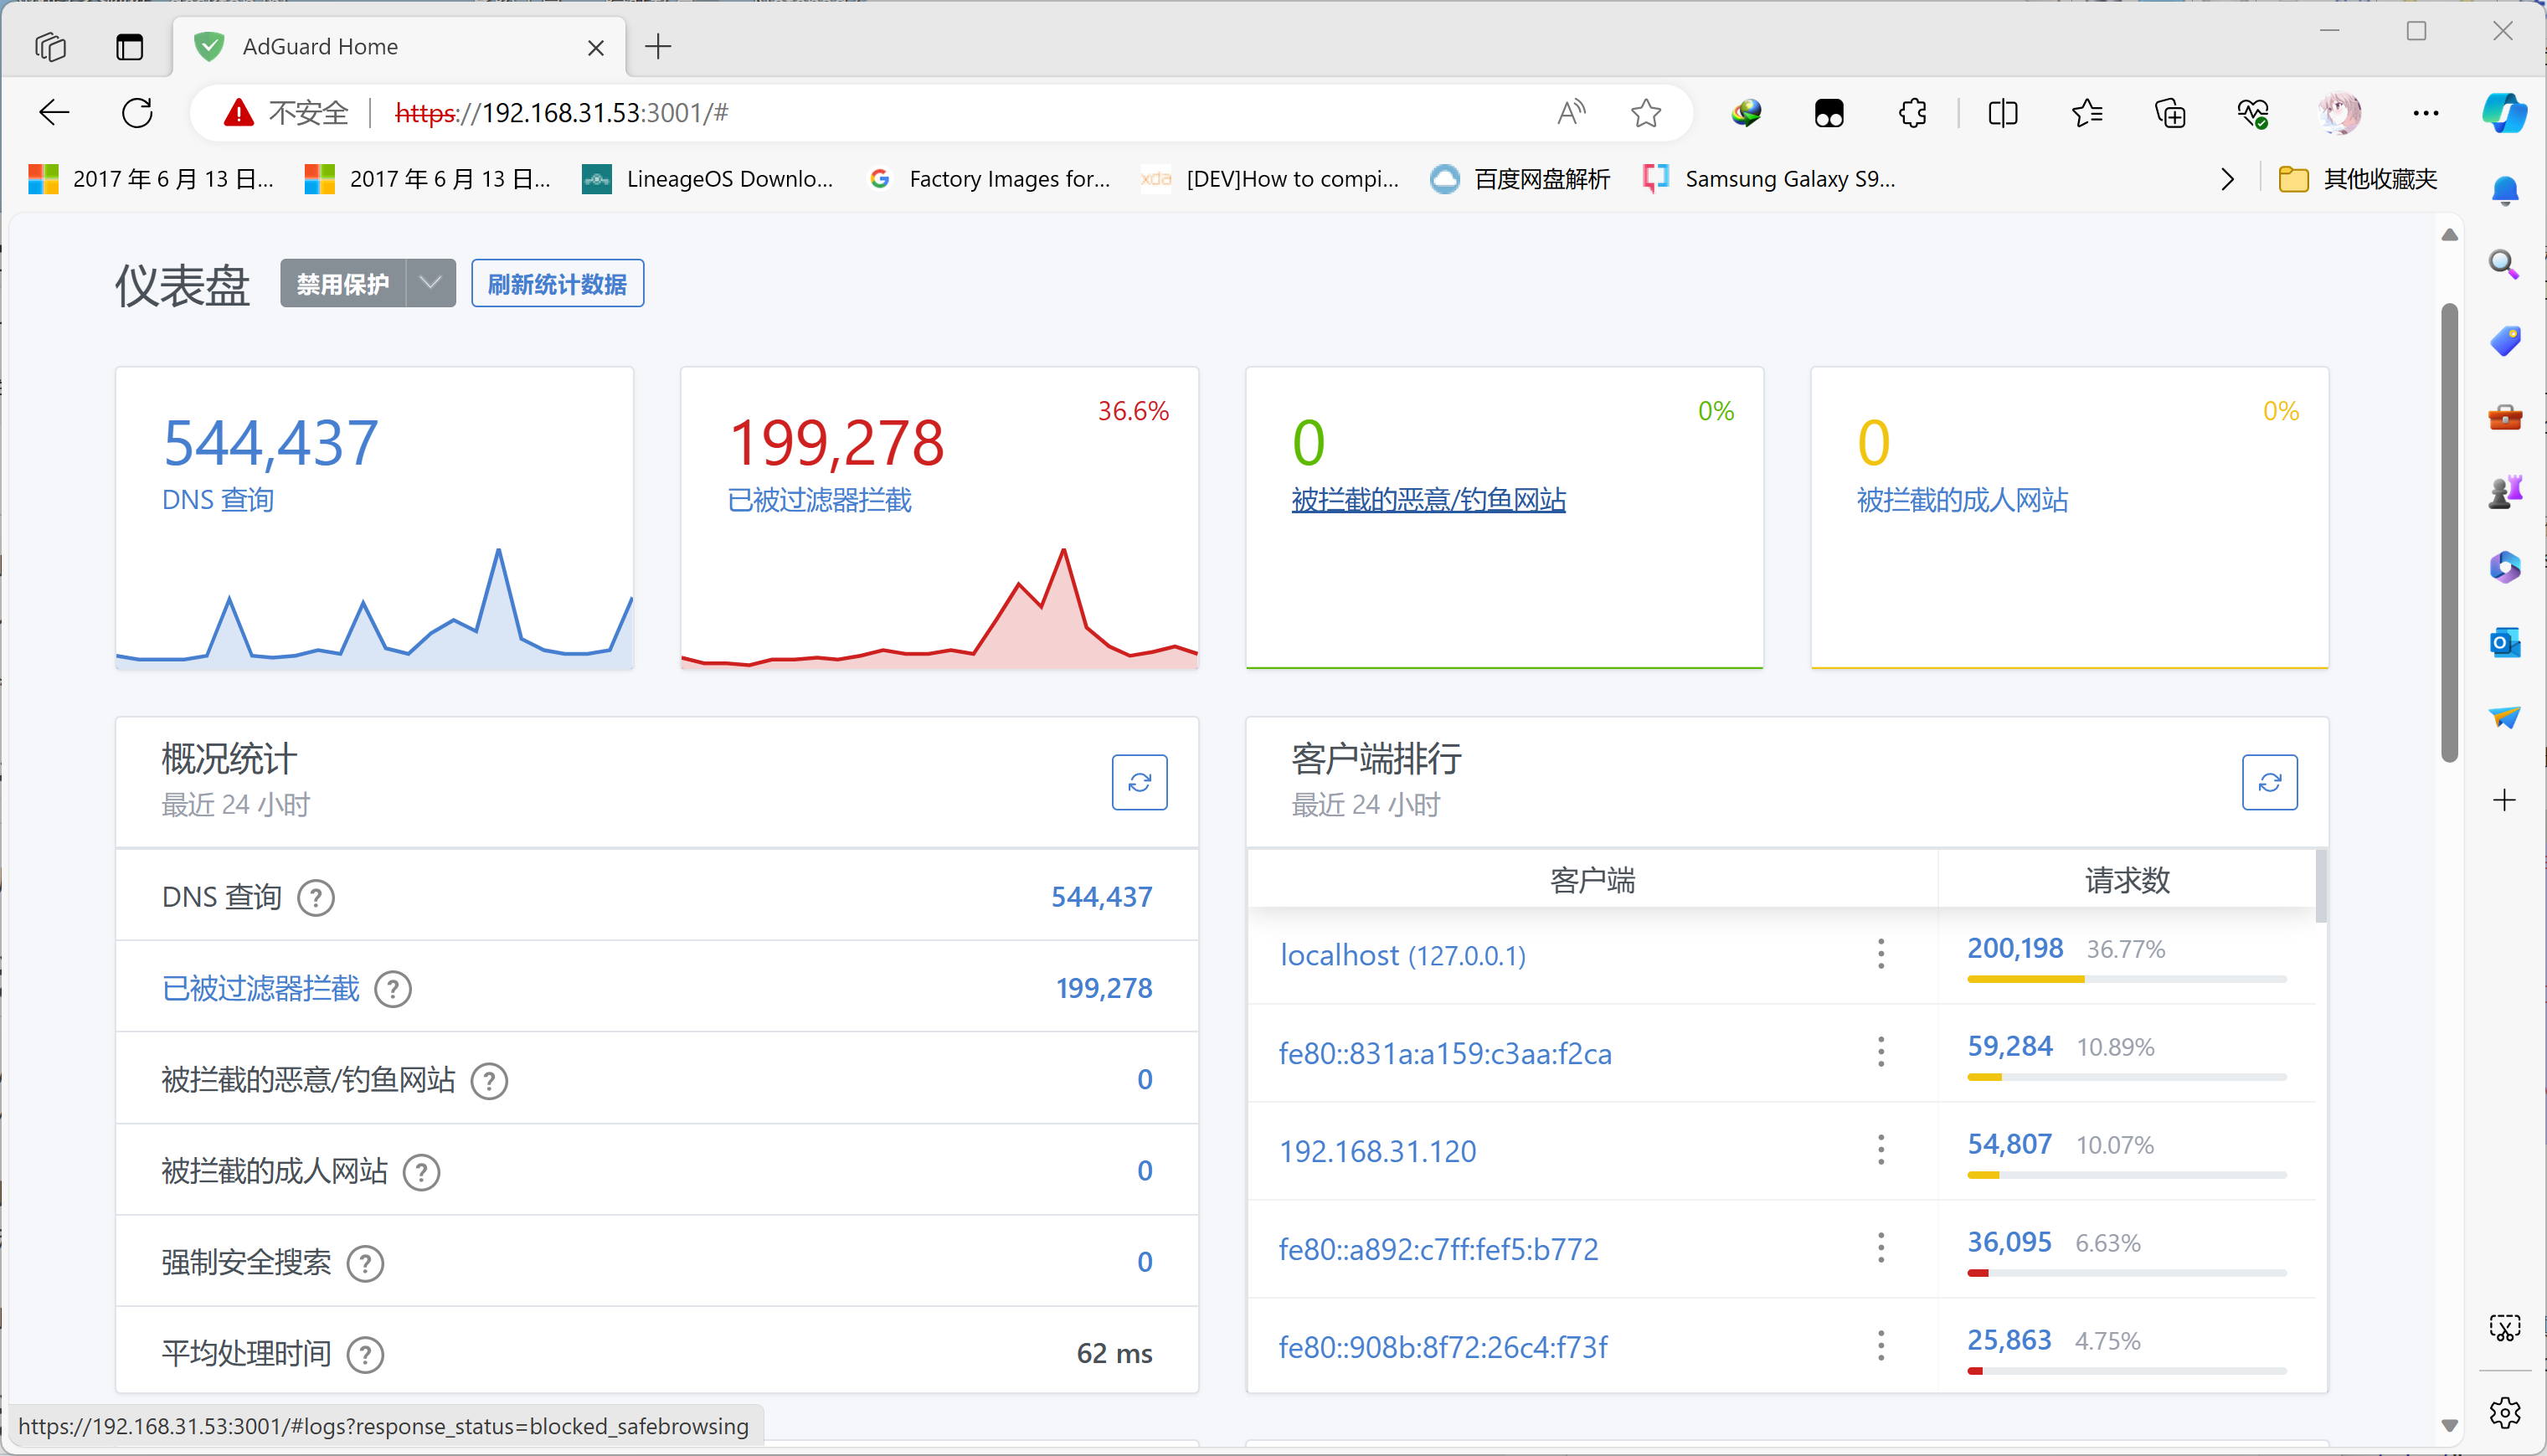 AdGuard Home
不安全
https://192.168.31.53:3001/#
2017 年 6 月 13 日...
2017 年 6 月 13 日...
LineageOS Downlo...
Factory Images for...
[DEV]How to compi...
百度网盘解析
Samsung Galaxy S9...
其他收藏夹
仪表盘
禁用保护
刷新统计数据
544,437
DNS 查询
36.6%
199,278
已被过滤器拦截
0%
0
被拦截的恶意/钓鱼网站
0%
0
被拦截的成人网站
概况统计
最近 24 小时
DNS 查询 ?
544,437
已被过滤器拦截 ?
199,278
被拦截的恶意/钓鱼网站 ?
0
被拦截的成人网站 ?
0
强制安全搜索 ?
0
平均处理时间 ?
62 ms
客户端排行
最近 24 小时
客户端
请求数
localhost (127.0.0.1)
200,198 36.77%
fe80::831a:a159:c3aa:f2ca
59,284 10.89%
192.168.31.120
54,807 10.07%
fe80::a892:c7ff:fef5:b772
36,095 6.63%
fe80::908b:8f72:26c4:f73f
25,863 4.75%
https://192.168.31.53:3001/#logs?response_status=blocked_safebrowsing